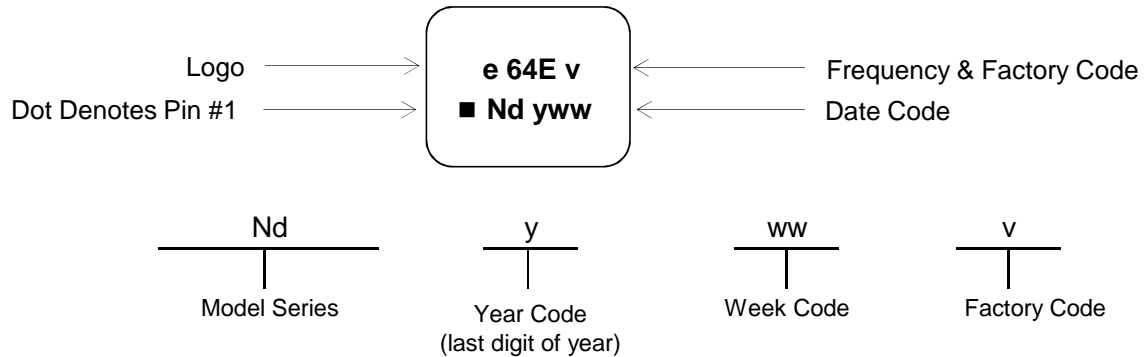 Logo
e 64E v
Frequency & Factory Code
Dot Denotes Pin #1
■ Nd yww
Date Code
Nd
y
ww
v
Model Series
Year Code
(last digit of year)
Week Code
Factory Code